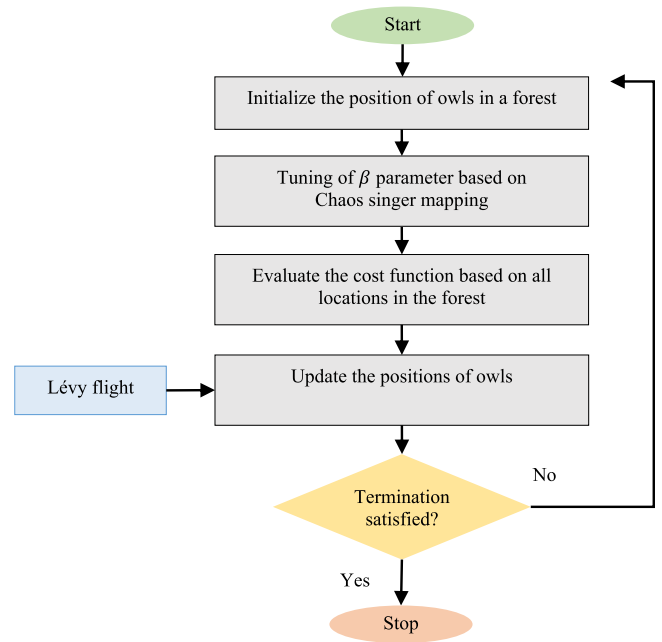 Start
Initialize the position of owls in a forest
Tuning of β parameter based on
Chaos singer mapping
Evaluate the cost function based on all
locations in the forest
Lévy flight
Update the positions of owls
Termination
satisfied?
No
Yes
Stop